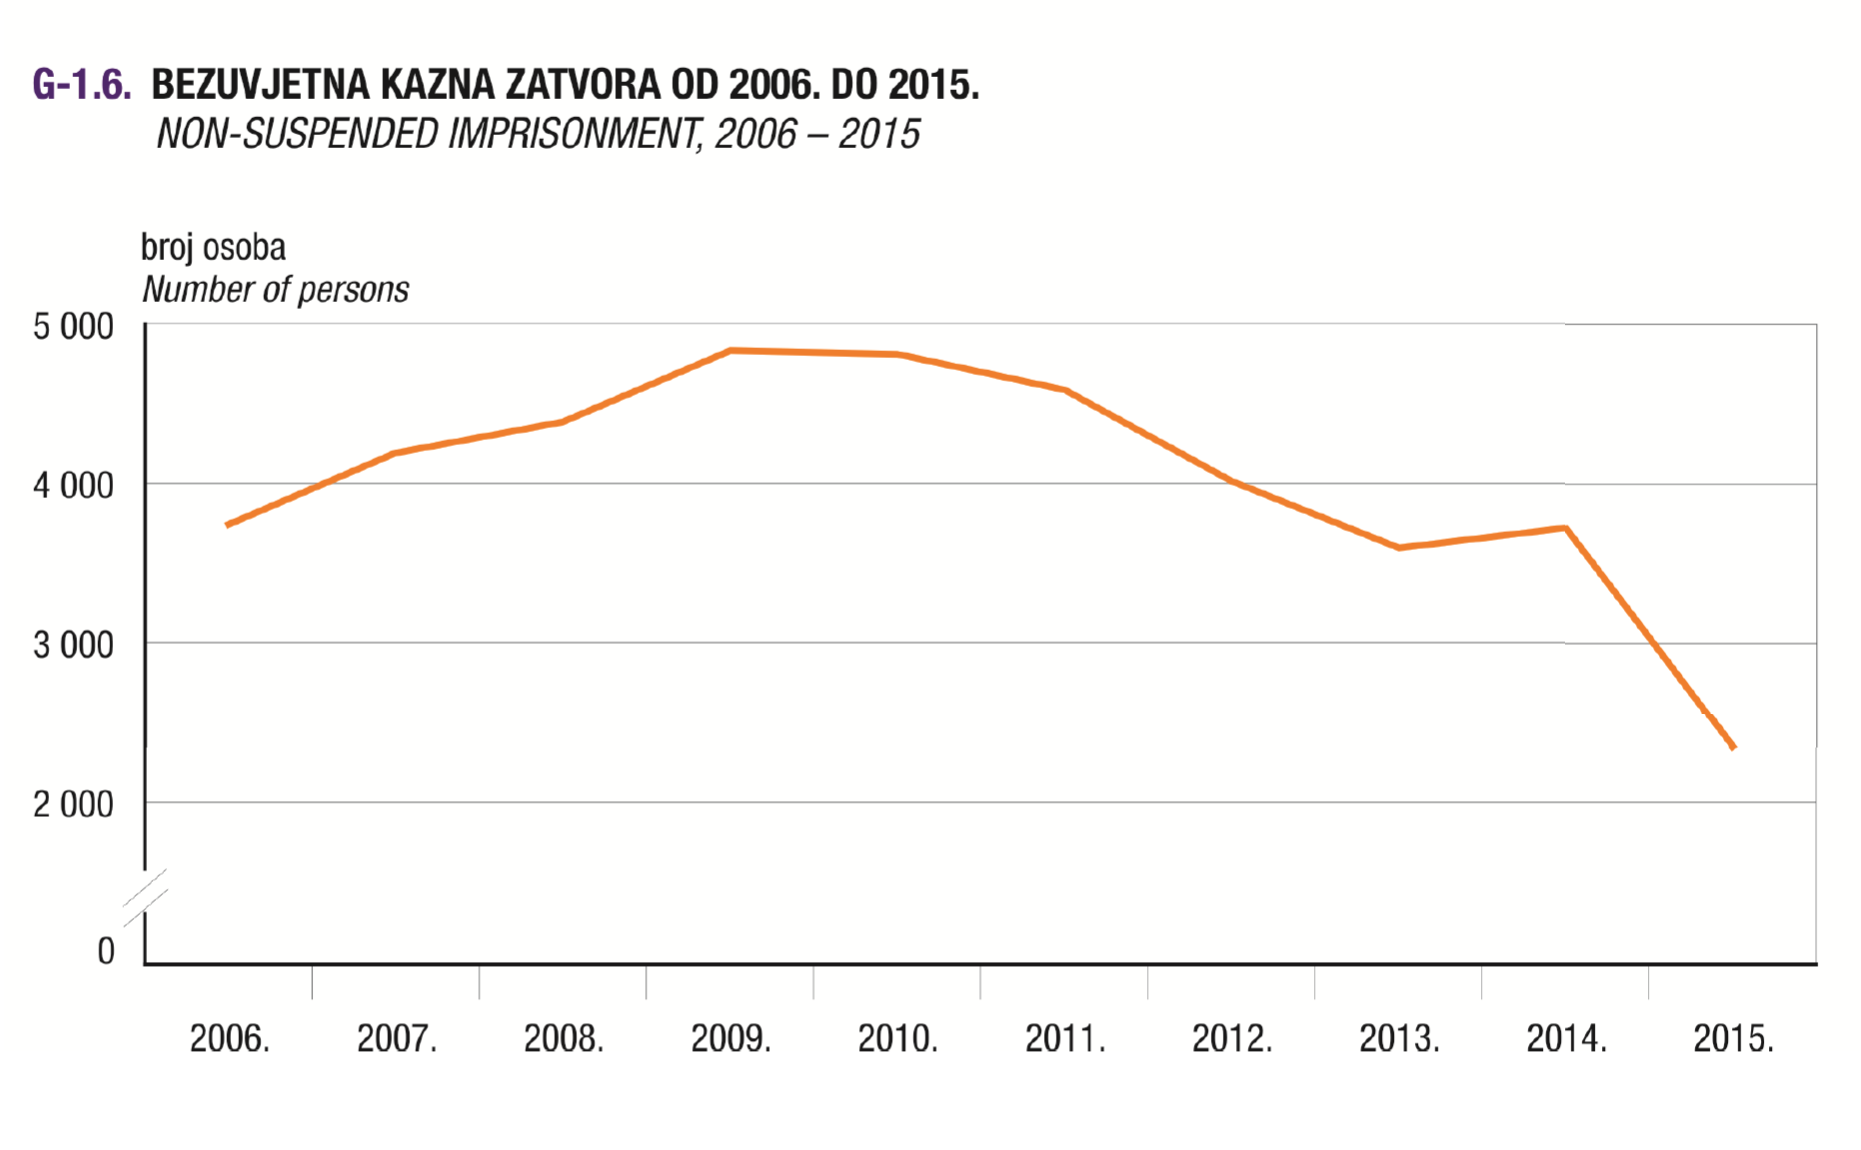 G-1.6. BEZUVJETNA KAZNA ZATVORA OD 2006. DO 2015.
NON-SUSPENDED IMPRISONMENT, 2006 – 2015
broj osoba
Number of persons
5 000
4 000
3 000
2 000
0
2006. 2007. 2008. 2009. 2010. 2011. 2012. 2013. 2014. 2015.